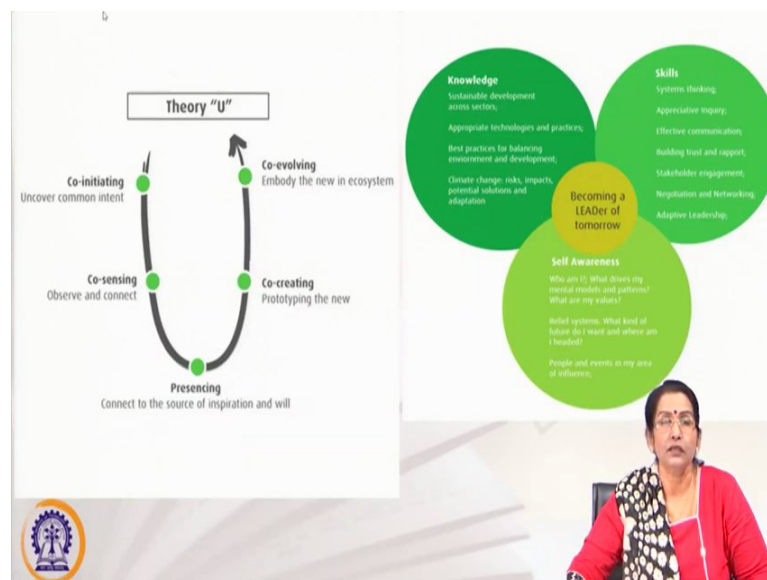 Theory "U"
Co-initiating
Uncover common intent
Co-sensing
Observe and connect
Presencing
Connect to the source of inspiration and will
Co-creating
Prototyping the new
Co-evolving
Embody the new in ecosystem
Knowledge
Sustainable development
across sectors;
Appropriate technologies and practices;
Best practices for balancing
enviornment and development;
Climate change: risks, impacts,
potential solutions and
adaptation
Skills
Systems thinking;
Appreciative Inquiry;
Effective communication;
Building trust and rapport;
Stakeholder engagement;
Negotiation and Networking;
Adaptive Leadership;
Becoming a
LEADer of
tomorrow
Self Awareness
Who am I?; What drives my
mental models and patterns?
What are my values?
Belief systems. What kind of
future do I want and where am
I headed?
People and events in my area
of influence;